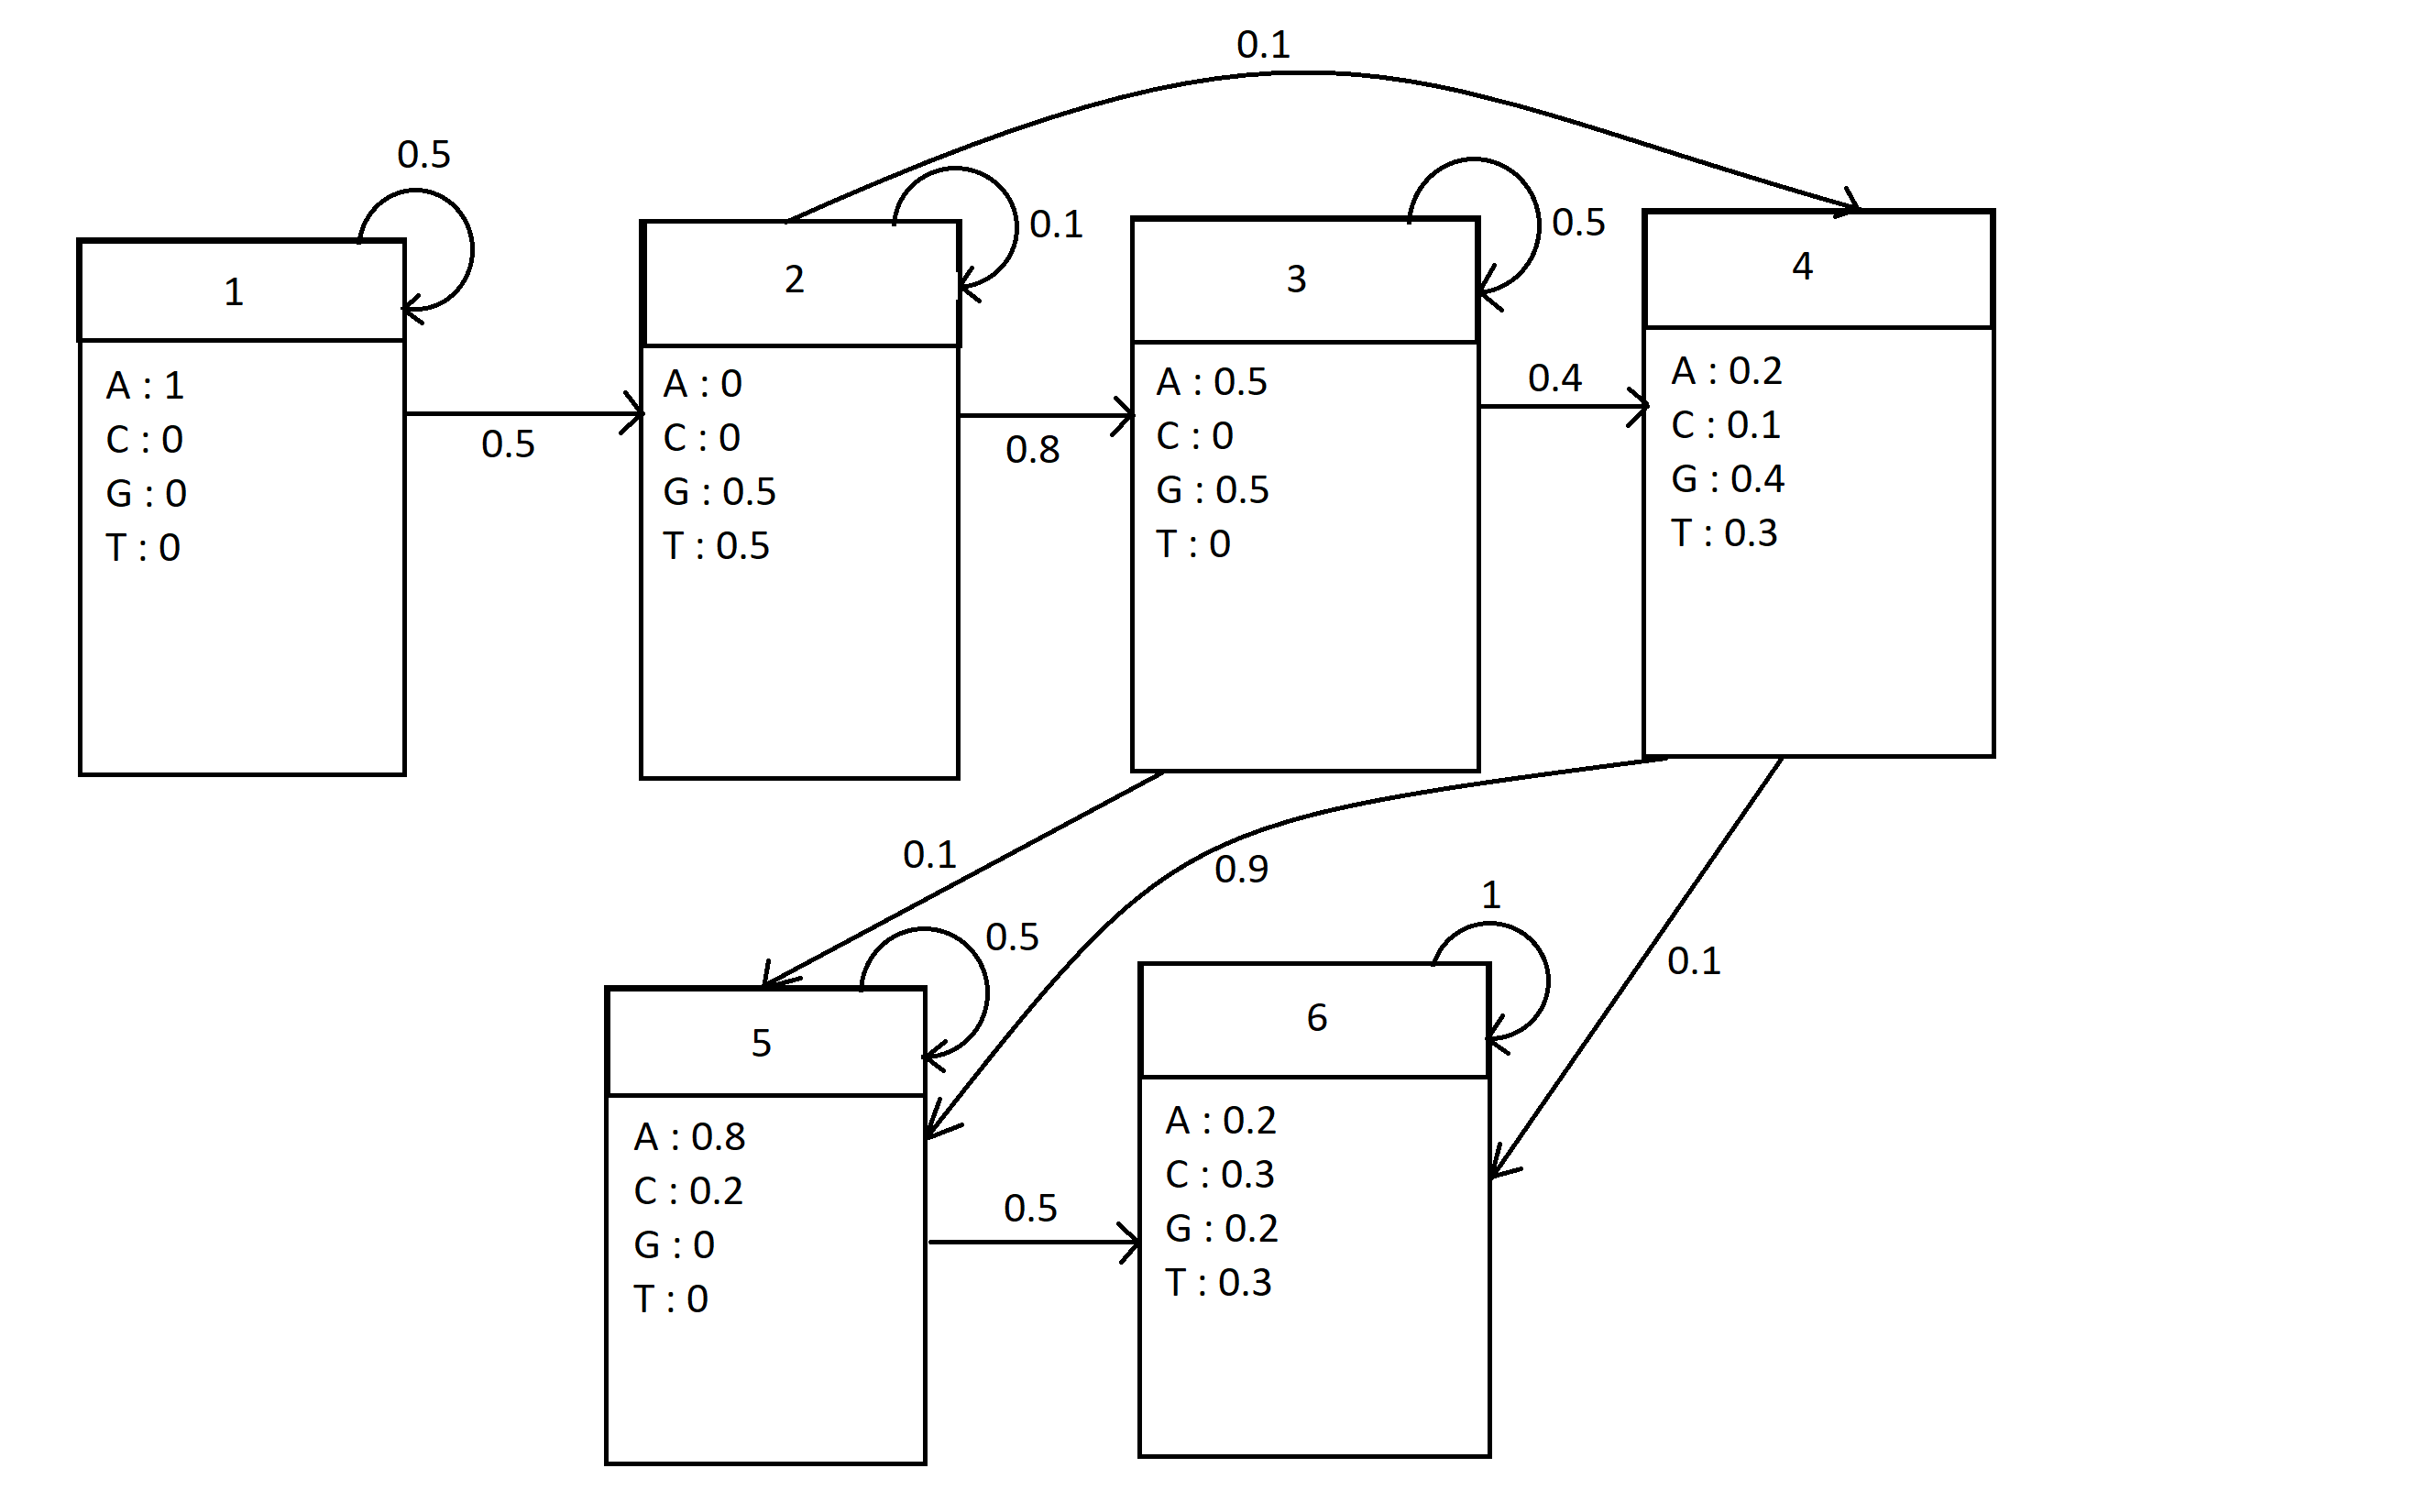 0.1
0.5
1
A : 1
C : 0
G : 0
T : 0
0.5
0.1
2
A : 0
C : 0
G : 0.5
T : 0.5
0.8
0.5
3
A : 0.5
C : 0
G : 0.5
T : 0
0.4
4
A : 0.2
C : 0.1
G : 0.4
T : 0.3
0.1
0.9
0.1
0.5
5
A : 0.8
C : 0.2
G : 0
T : 0
0.5
1
6
A : 0.2
C : 0.3
G : 0.2
T : 0.3